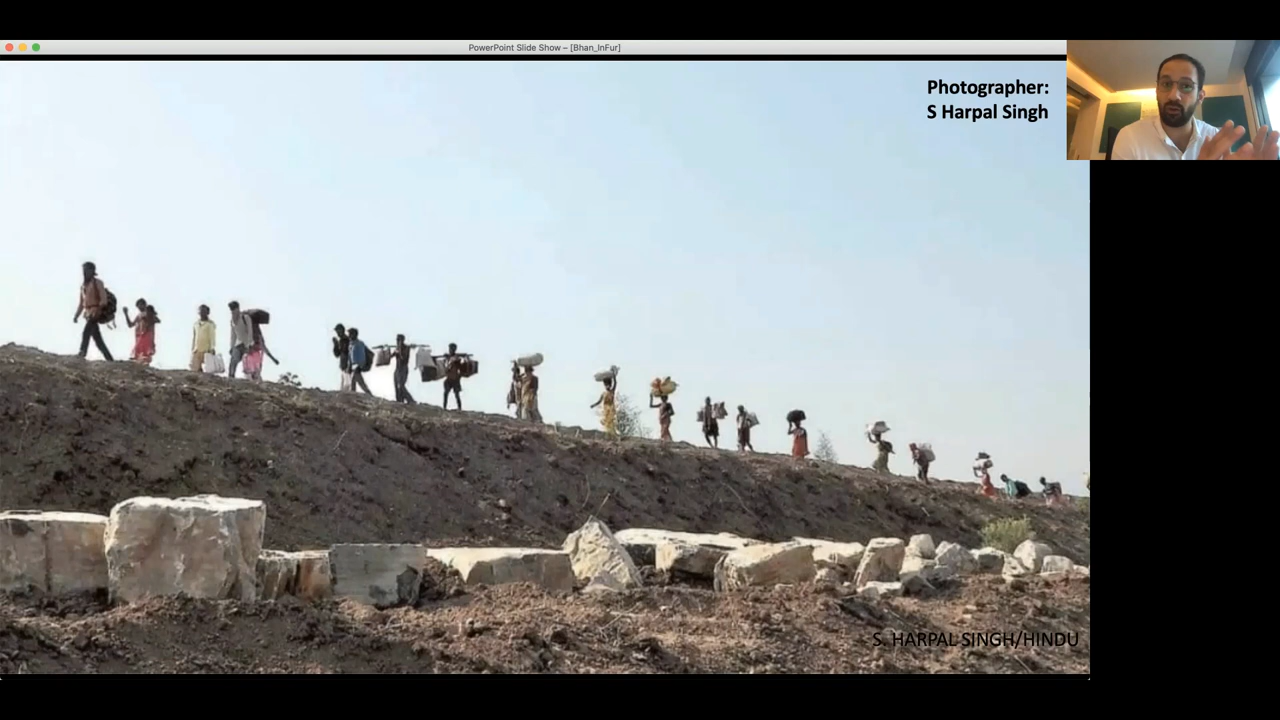 PowerPoint Slide Show – [Bhan_InFur]
Photographer:
S Harpal Singh
S. HARPAL SINGH/HINDU